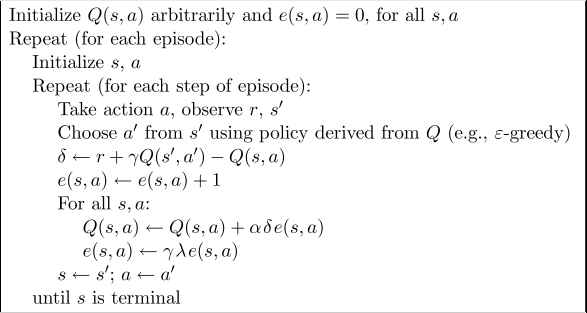 Initialize Q(s, a) arbitrarily and e(s, a) = 0, for all s, a
Repeat (for each episode):
Initialize s, a
Repeat (for each step of episode):
Take action a, observe r, s′
Choose a′ from s′ using policy derived from Q (e.g., ε-greedy)
δ ← r + γQ(s′, a′) − Q(s, a)
e(s, a) ← e(s, a) + 1
For all s, a:
Q(s, a) ← Q(s, a) + αδe(s, a)
e(s, a) ← γλe(s, a)
s ← s′; a ← a′
until s is terminal